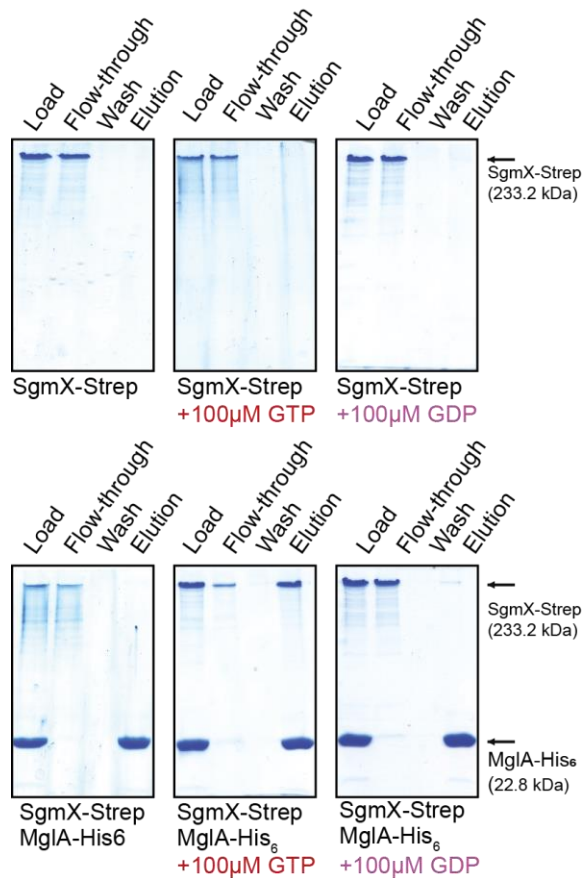 Load
Flow-through
Wash
Elution
Load
Flow-through
Wash
Elution
Load
Flow-through
Wash
Elution
SgmX-Strep
(233.2 kDa)
SgmX-Strep
SgmX-Strep
+100µM GTP
SgmX-Strep
+100µM GDP
Load
Flow-through
Wash
Elution
Load
Flow-through
Wash
Elution
Load
Flow-through
Wash
Elution
SgmX-Strep
(233.2 kDa)
MglA-His₆
(22.8 kDa)
SgmX-Strep
MglA-His6
SgmX-Strep
MglA-His₆
+100µM GTP
SgmX-Strep
MglA-His₆
+100µM GDP